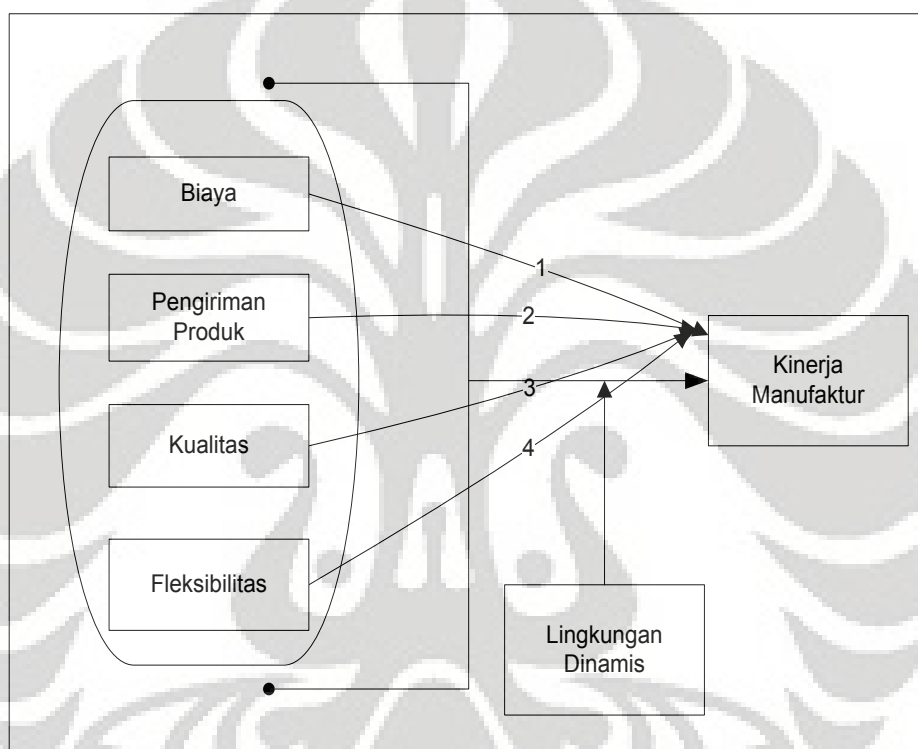 Biaya
1
Pengiriman
Produk
2
Kinerja
Manufaktur
3
Kualitas
4
Fleksibilitas
Lingkungan
Dinamis